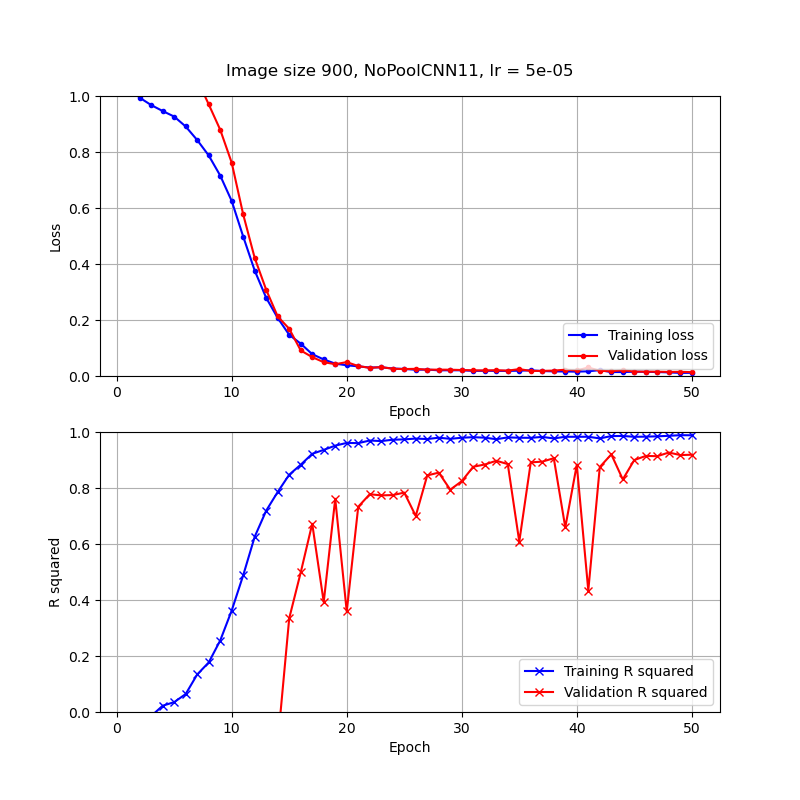 Image size 900, NoPoolCNN11, lr = 5e-05
1.0
0.8
0.6
0.4
0.2
0.0
Loss
0 10 20 30 40 50
Epoch
Training loss
Validation loss
1.0
0.8
0.6
0.4
0.2
0.0
R squared
0 10 20 30 40 50
Epoch
Training R squared
Validation R squared